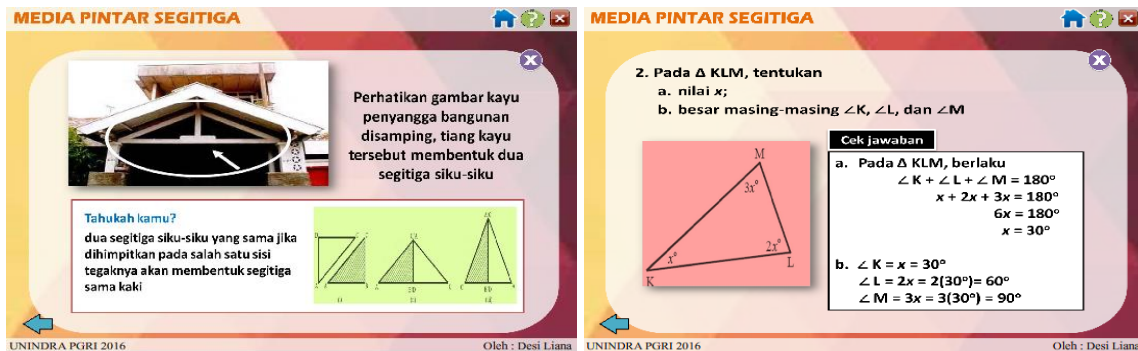 MEDIA PINTAR SEGITIGA
Perhatikan gambar kayu
penyangga bangunan
disamping, tiang kayu
tersebut membentuk dua
segitiga siku-siku
Tahukah kamu?
dua segitiga siku-siku yang sama jika
dihimpitkan pada salah satu sisi
tegaknya akan membentuk segitiga
sama kaki
UNINDRA PGRI 2016
Oleh : Desi Liana
MEDIA PINTAR SEGITIGA
2. Pada Δ KLM, tentukan
a. nilai x;
b. besar masing-masing ∠K, ∠L, dan ∠M
M
3x°
2x°
L
x°
K
Cek jawaban
a. Pada Δ KLM, berlaku
∠ K + ∠ L + ∠ M = 180°
x + 2x + 3x = 180°
6x = 180°
x = 30°
b. ∠ K = x = 30°
∠ L = 2x = 2(30°)= 60°
∠ M = 3x = 3(30°) = 90°
UNINDRA PGRI 2016
Oleh : Desi Liana